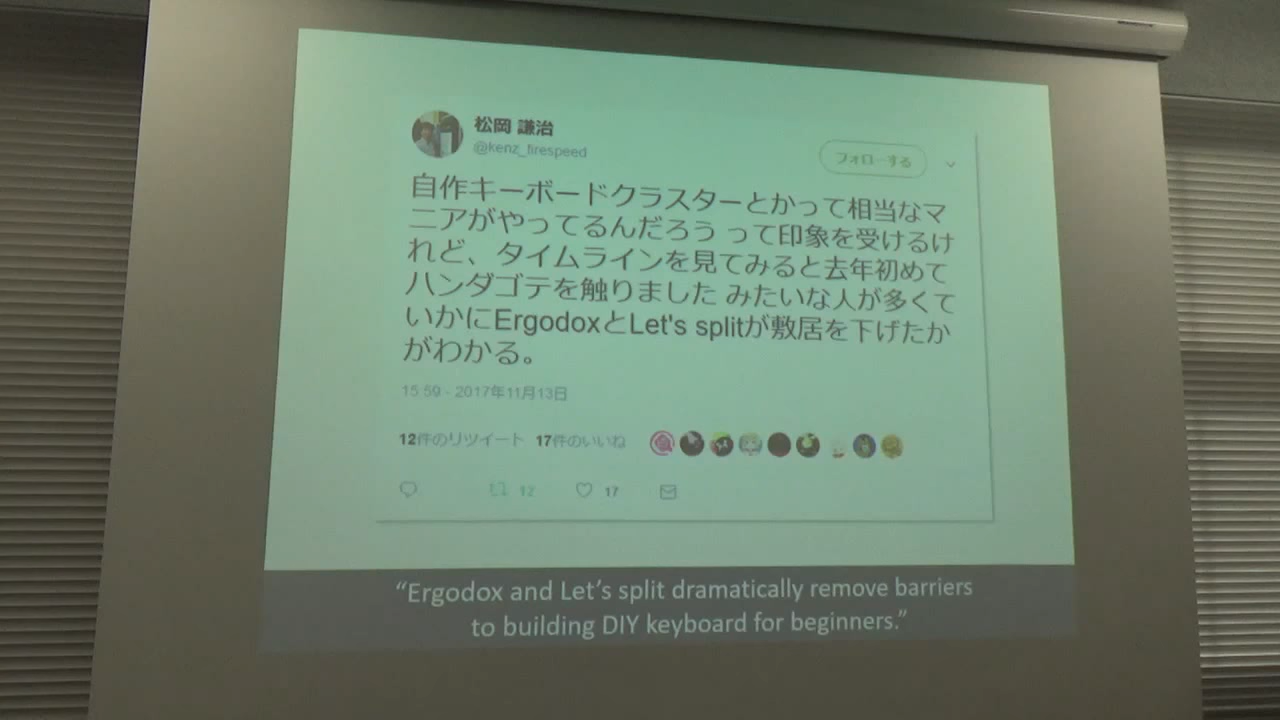 松岡 謙治
@kenz_firespeed
フォローする
自作キーボードクラスターとかって相当なマ
ニアがやってるんだろう って印象を受けるけ
れど、タイムラインを見てみると去年初めて
ハンダゴテを触りました みたいな人が多くて
いかにErgodoxとLet's splitが敷居を下げたか
がわかる。
15:59 - 2017年11月13日
12件のリツイート 17件のいいね
12 17
“Ergodox and Let’s split dramatically remove barriers
to building DIY keyboard for beginners.”